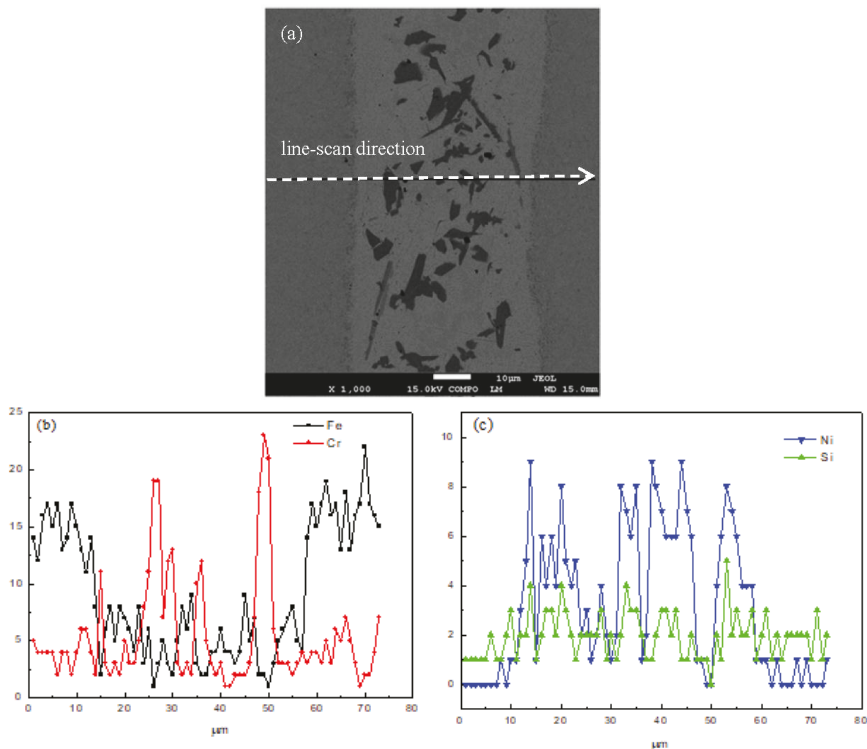 (a)
line-scan direction
10μm JEOL
X 1,000 15.0kV COMPO LM WD 15.0mm
(b)
Fe
Cr
25
20
15
10
5
0
0 10 20 30 40 50 60 70 80
μm
(c)
Ni
Si
10
8
6
4
2
0
0 10 20 30 40 50 60 70 80
μm